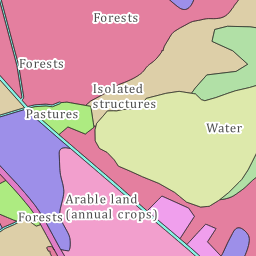 Forests
Forests
Isolated
structures
Pastures
Water
Arable land
(annual crops)
Forests